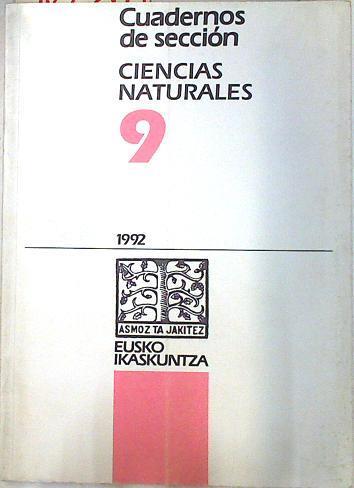 Cuadernos
de sección
CIENCIAS
NATURALES
9
1992
ASMOZ TA JAKITEZ
EUSKO
IKASKUNTZA